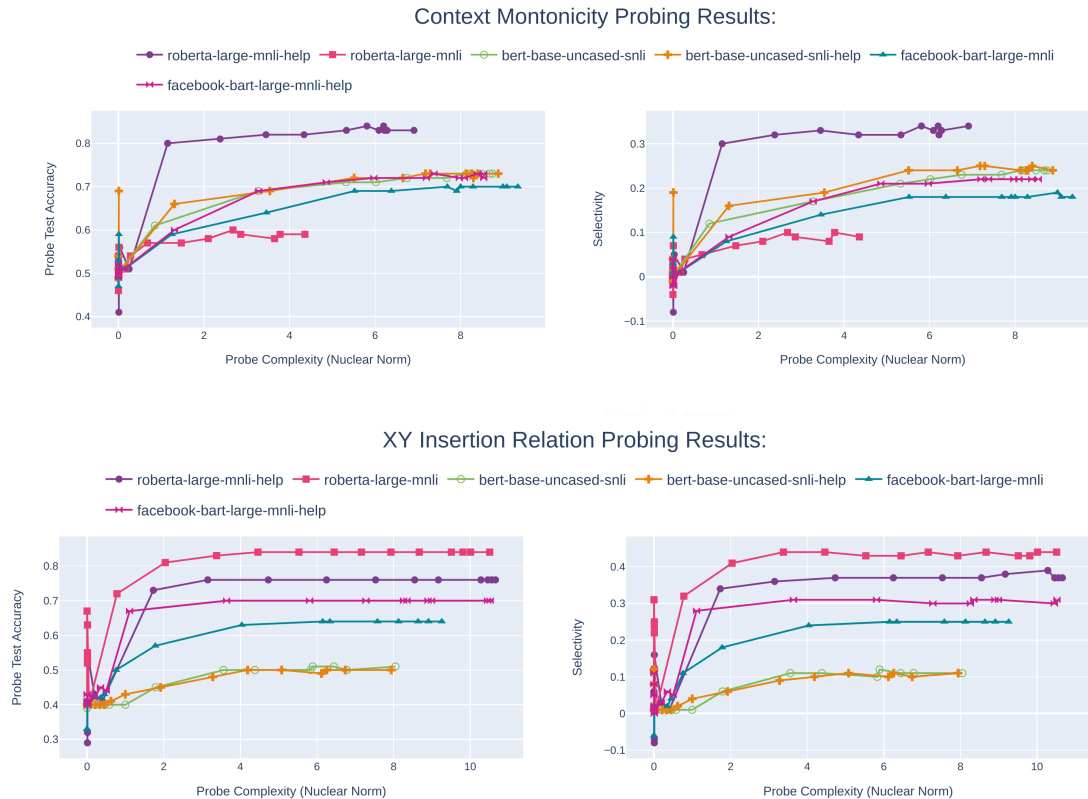 Context Montonicity Probing Results:
roberta-large-mnli-help roberta-large-mnli bert-base-uncased-snli bert-base-uncased-snli-help facebook-bart-large-mnli
facebook-bart-large-mnli-help
Probe Test Accuracy
0.8
0.7
0.6
0.5
0.4
0 2 4 6 8
Probe Complexity (Nuclear Norm)
Selectivity
0.3
0.2
0.1
0
−0.1
0 2 4 6 8
Probe Complexity (Nuclear Norm)
XY Insertion Relation Probing Results:
roberta-large-mnli-help roberta-large-mnli bert-base-uncased-snli bert-base-uncased-snli-help facebook-bart-large-mnli
facebook-bart-large-mnli-help
Probe Test Accuracy
0.8
0.7
0.6
0.5
0.4
0.3
0 2 4 6 8 10
Probe Complexity (Nuclear Norm)
Selectivity
0.4
0.3
0.2
0.1
0
−0.1
0 2 4 6 8 10
Probe Complexity (Nuclear Norm)